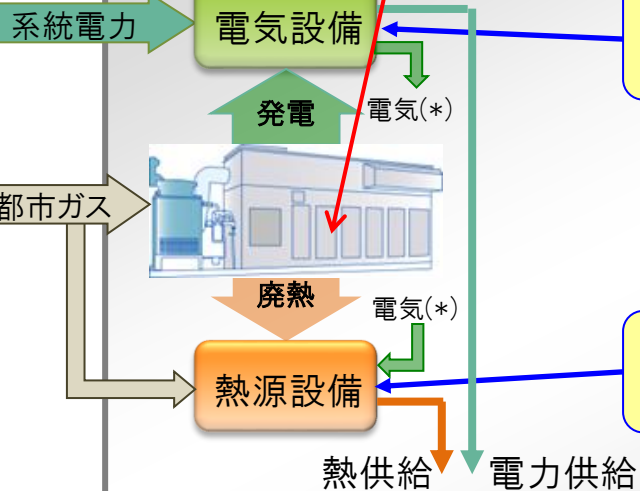 系統電力
電気設備
発電
電気(*)
都市ガス
廃熱
電気(*)
熱源設備
熱供給
電力供給